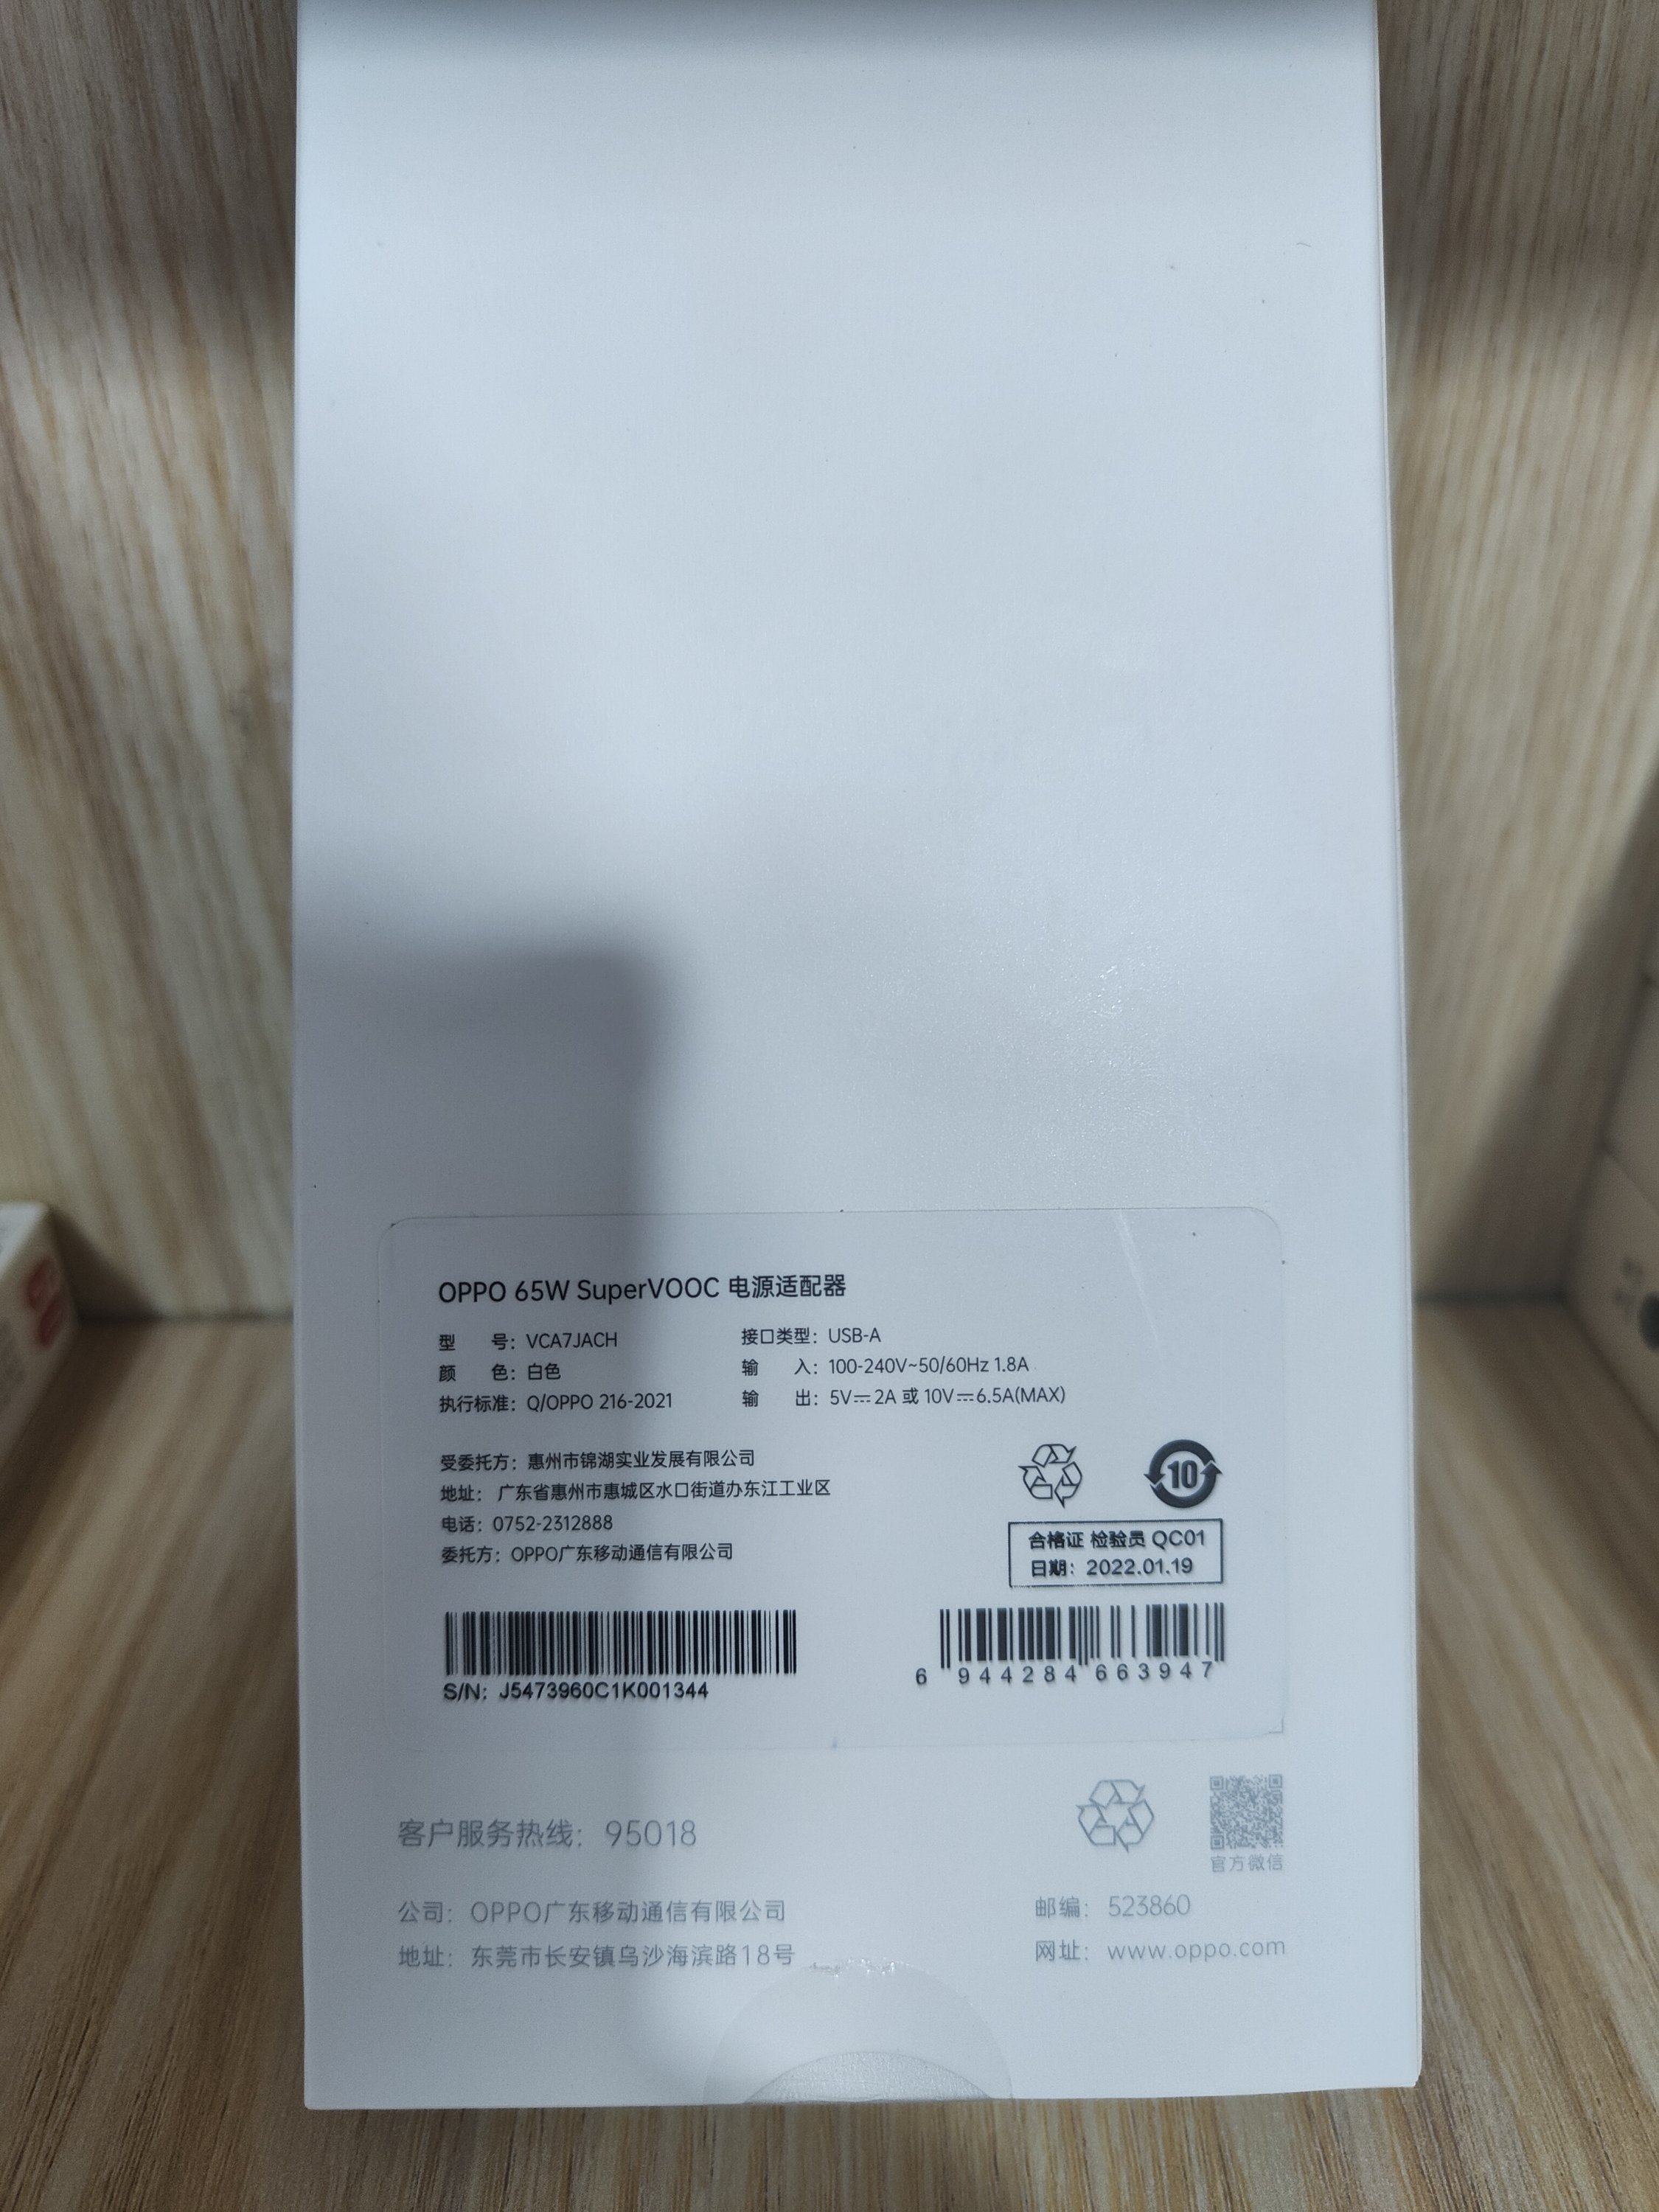 OPPO 65W SuperVOOC 电源适配器
型 号：VCA7JACH
接口类型：USB-A
颜 色：白色
输 入：100-240V~50/60Hz 1.8A
执行标准：Q/OPPO 216-2021
输 出：5V⎓2A 或 10V⎓6.5A(MAX)
受委托方：惠州市锦湖实业发展有限公司
地址： 广东省惠州市惠城区水口街道办东江工业区
电话：0752-2312888
委托方：OPPO广东移动通信有限公司
10
合格证 检验员 QC01
日期：2022.01.19
S/N：J5473960C1K001344
6 944284 663947
客户服务热线：95018
官方微信
公司：OPPO广东移动通信有限公司
邮编：523860
地址：东莞市长安镇乌沙海滨路18号
网址：www.oppo.com